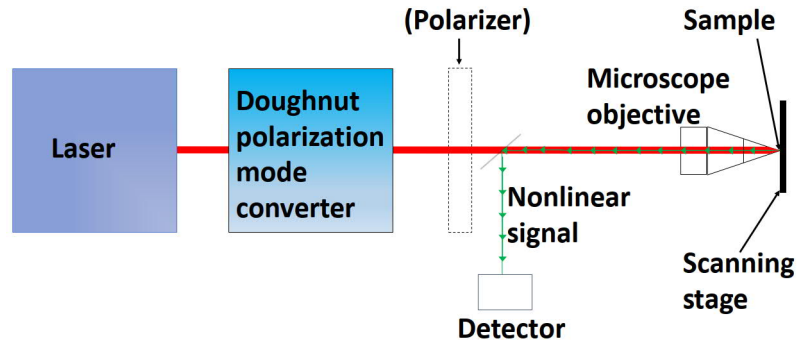 (Polarizer)
Sample
Microscope
objective
Laser
Doughnut
polarization
mode
converter
Nonlinear
signal
Detector
Scanning
stage